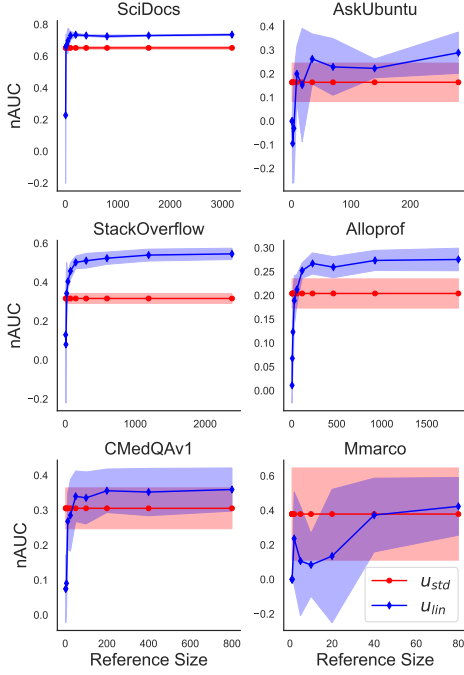 SciDocs
nAUC
0.8
0.6
0.4
0.2
0.0
−0.2
0 1000 2000 3000
AskUbuntu
0.4
0.3
0.2
0.1
0.0
−0.1
−0.2
0 100 200
StackOverflow
nAUC
0.6
0.4
0.2
0.0
−0.2
0 1000 2000
Alloprof
0.30
0.25
0.20
0.15
0.10
0.05
0.00
0 500 1000 1500
CMedQAv1
nAUC
0.4
0.3
0.2
0.1
0.0
0 200 400 600 800
Reference Size
Mmarco
0.6
0.4
0.2
0.0
−0.2
0 20 40 60 80
Reference Size
u_std
u_lin